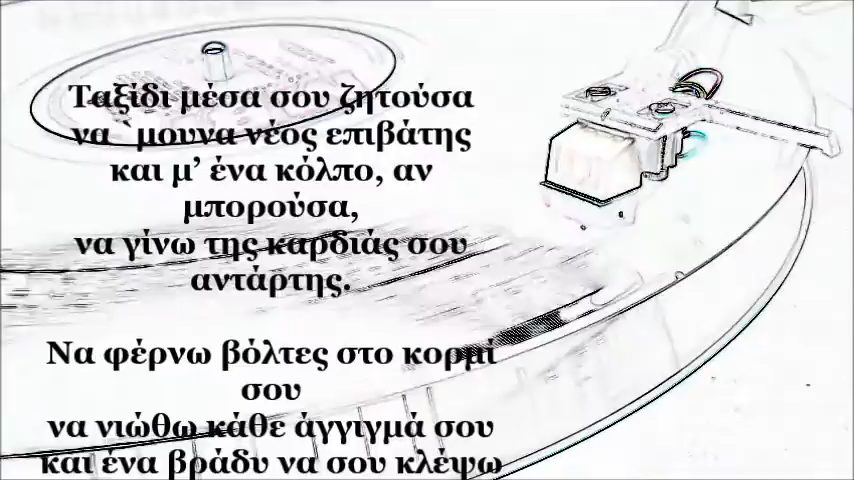 Ταξίδι μέσα σου ζητούσα
να `μουνα νέος επιβάτης
και μ’ ένα κόλπο, αν
μπορούσα,
να γίνω της καρδιάς σου
αντάρτης.
Να φέρνω βόλτες στο κορμί
σου
να νιώθω κάθε άγγιγμά σου
και ένα βράδυ να σου κλέψω